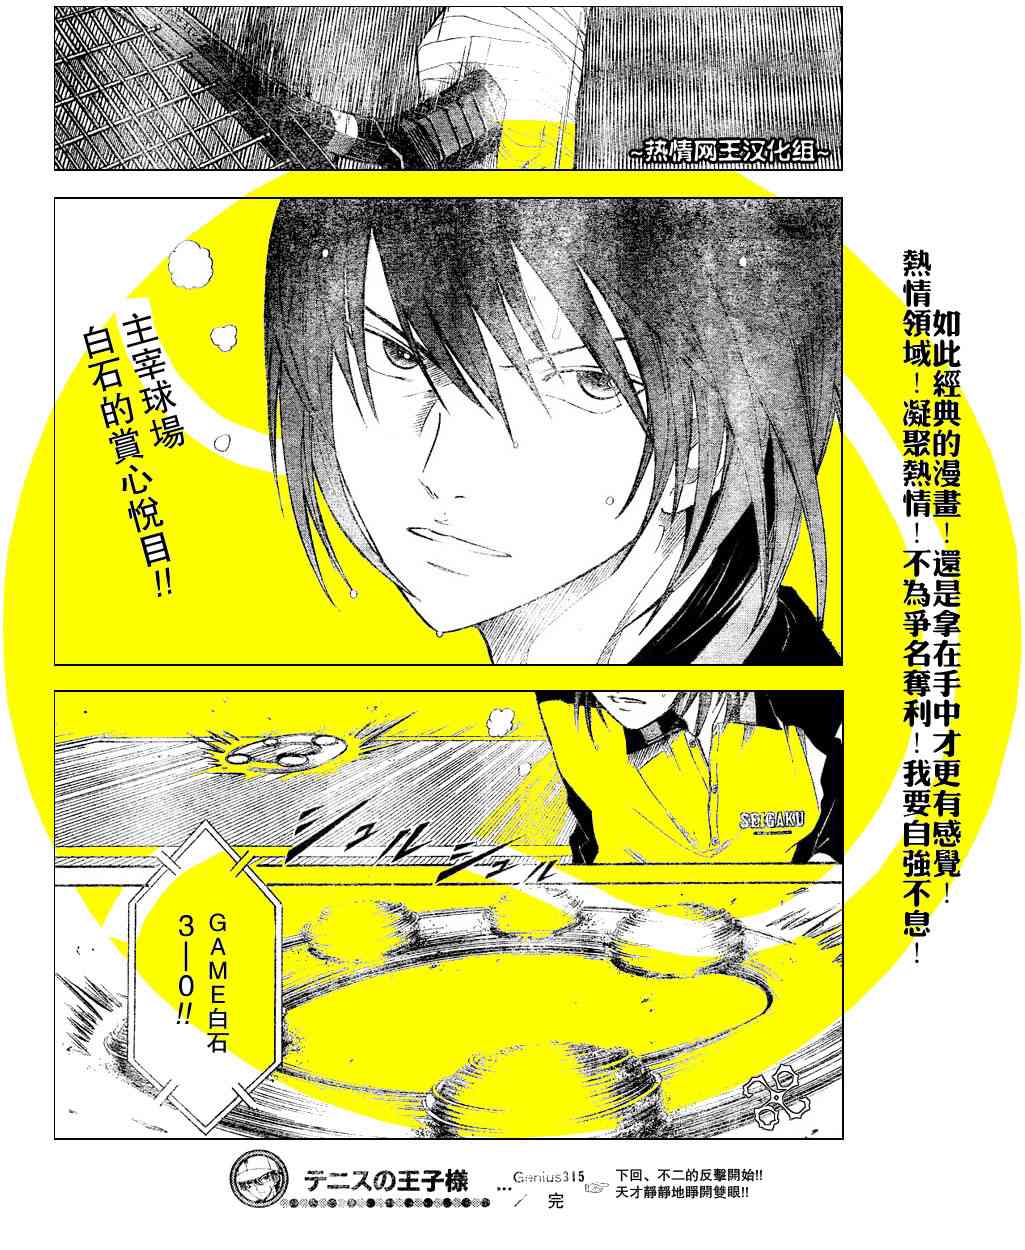 ~热情网王汉化组~
如此經典的漫畫！還是拿在手中才更有感覺！
熱情領域！凝聚熱情！不為爭名奪利！我要自強不息！
主宰球場
白石的賞心悅目!!
SEIGAKU
シュルルシュル
GAME白石
3—0!!
テニスの王子様
…Genius315
／完
☞
下回、不二的反擊開始!!
天才靜靜地睜開雙眼!!